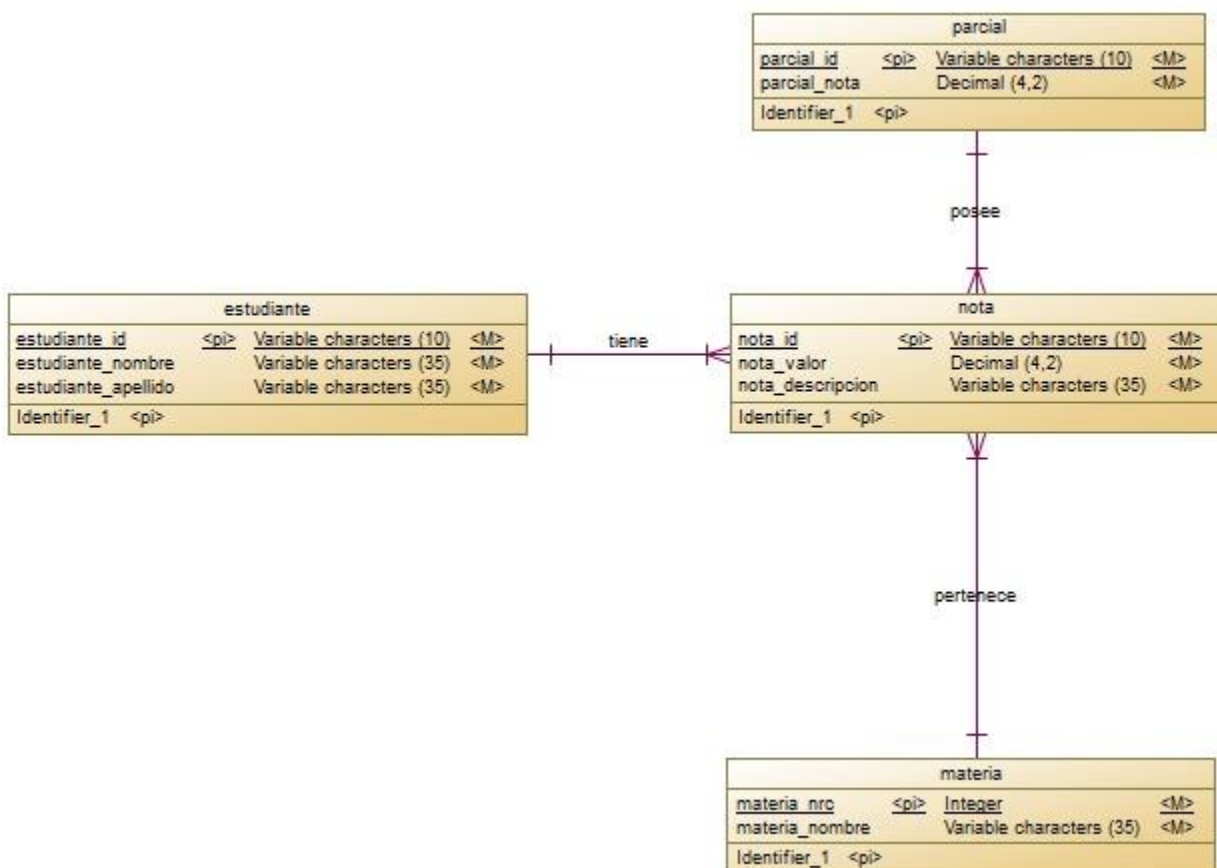 parcial
parcial_id <pi> Variable characters (10) <M>
parcial_nota Decimal (4,2) <M>
Identifier_1 <pi>
posee
estudiante
estudiante_id <pi> Variable characters (10) <M>
estudiante_nombre Variable characters (35) <M>
estudiante_apellido Variable characters (35) <M>
Identifier_1 <pi>
tiene
nota
nota_id <pi> Variable characters (10) <M>
nota_valor Decimal (4,2) <M>
nota_descripcion Variable characters (35) <M>
Identifier_1 <pi>
pertenece
materia
materia_nrc <pi> Integer <M>
materia_nombre Variable characters (35) <M>
Identifier_1 <pi>